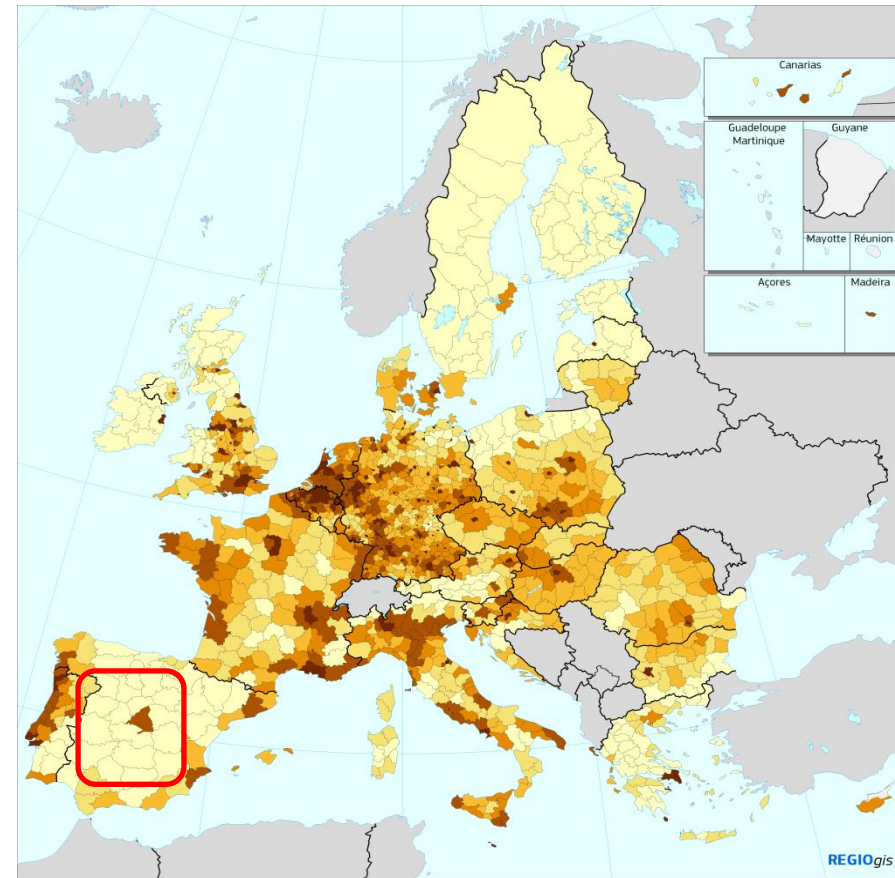 Canarias
Guadeloupe
Martinique
Guyane
Mayotte
Réunion
Açores
Madeira
REGIOgis